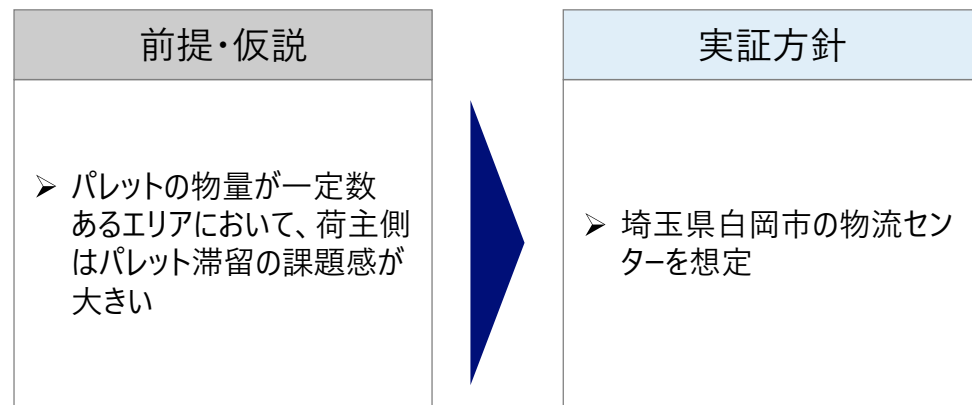 前提・仮説
➢ パレットの物量が一定数
あるエリアにおいて、荷主側
はパレット滞留の課題感が
大きい
実証方針
➢ 埼玉県白岡市の物流セン
ターを想定